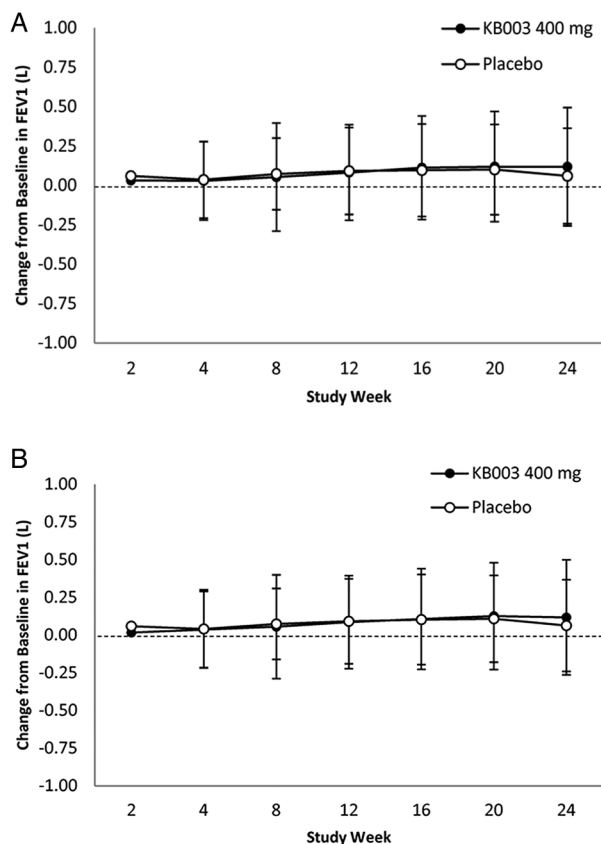 A
KB003 400 mg
Placebo
Change from Baseline in FEV1 (L)
1.00
0.75
0.50
0.25
0.00
-0.25
-0.50
-0.75
-1.00
2 4 8 12 16 20 24
Study Week
B
KB003 400 mg
Placebo
Change from Baseline in FEV1 (L)
1.00
0.75
0.50
0.25
0.00
-0.25
-0.50
-0.75
-1.00
2 4 8 12 16 20 24
Study Week